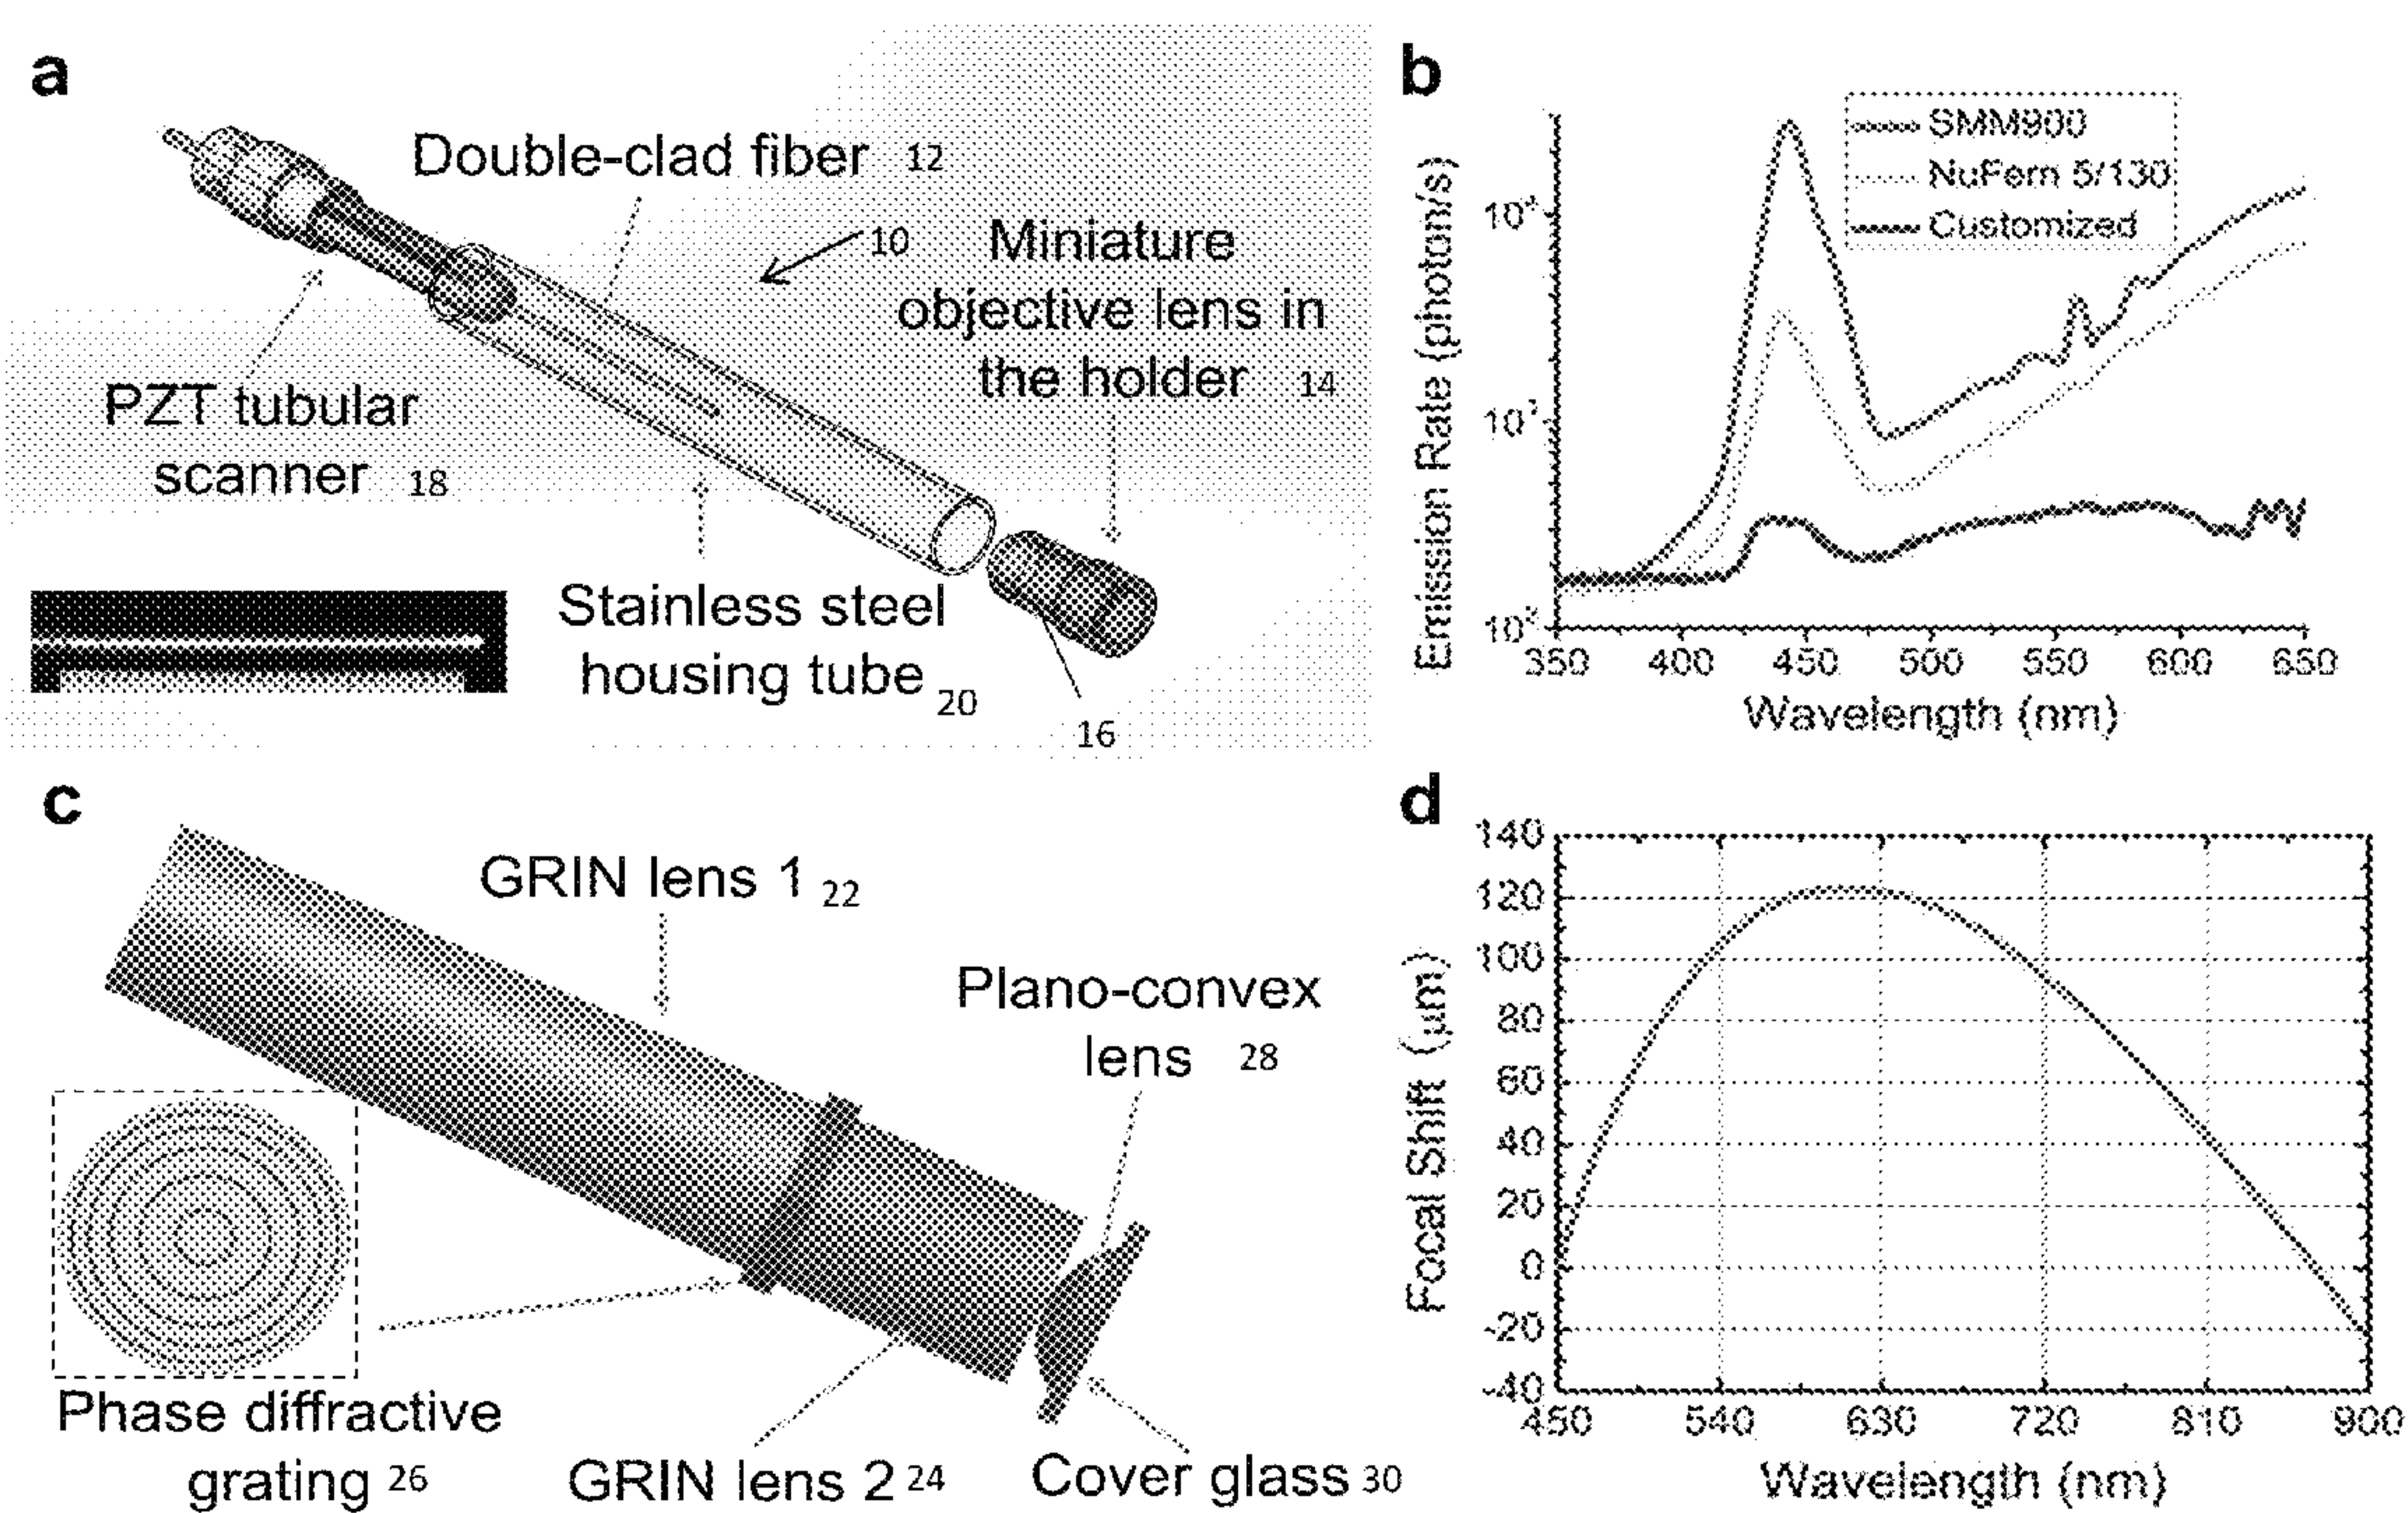 a
Double-clad fiber 12
10
Miniature
objective lens in
the holder 14
PZT tubular
scanner 18
Stainless steel
housing tube 20
16
b
SMM900
NuFern 5/130
Customized
Emission Rate (photon/s)
10⁷
350 400 450 500 550 600 650
Wavelength (nm)
c
GRIN lens 1 22
Plano-convex
lens 28
Phase diffractive
grating 26
GRIN lens 2 24
Cover glass 30
d
140
120
100
80
60
40
20
0
-20
-40
Focal Shift (μm)
450 540 630 720 810 900
Wavelength (nm)